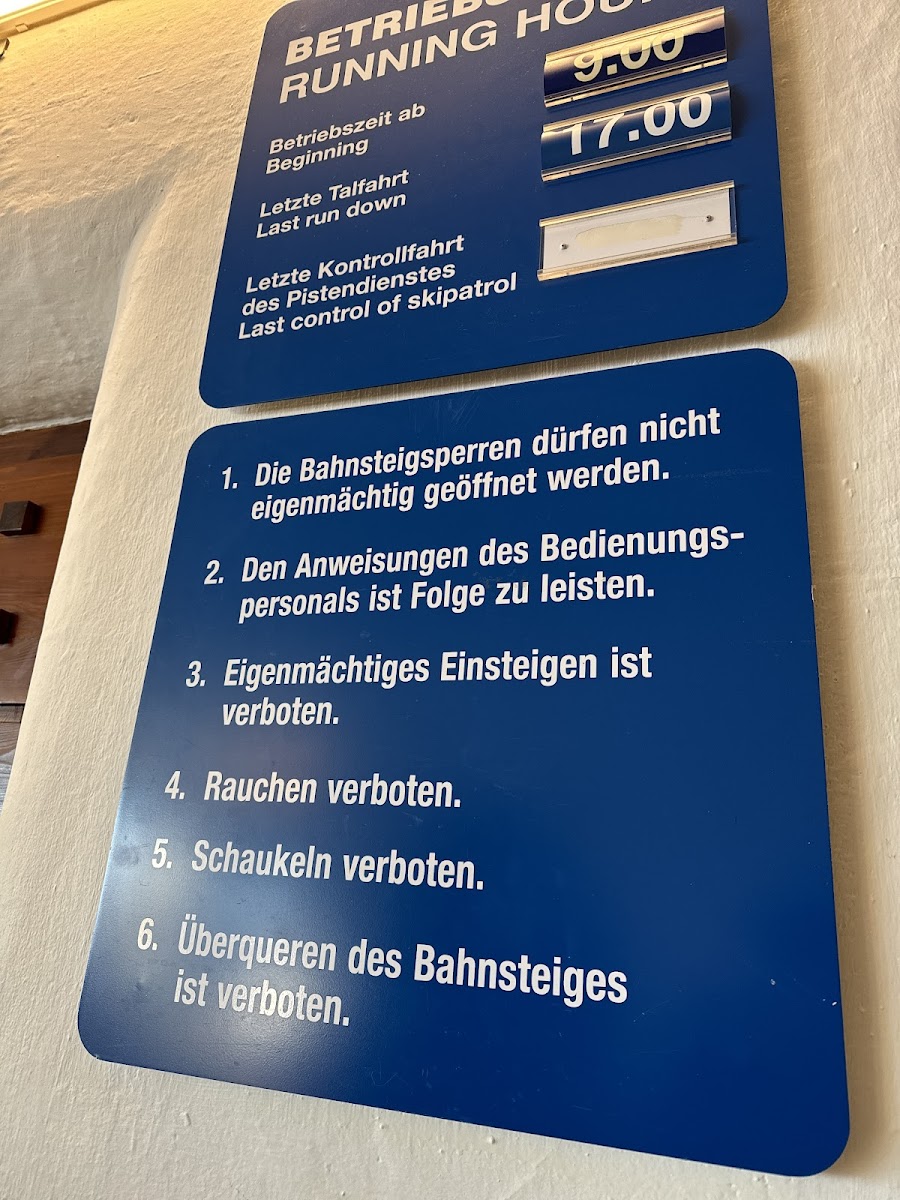 BETRIEBS
RUNNING HOU
9.00
Betriebszeit ab
Beginning
17.00
Letzte Talfahrt
Last run down
Letzte Kontrollfahrt
des Pistendienstes
Last control of skipatrol
1. Die Bahnsteigsperren dürfen nicht
eigenmächtig geöffnet werden.
2. Den Anweisungen des Bedienungs-
personals ist Folge zu leisten.
3. Eigenmächtiges Einsteigen ist
verboten.
4. Rauchen verboten.
5. Schaukeln verboten.
6. Überqueren des Bahnsteiges
ist verboten.